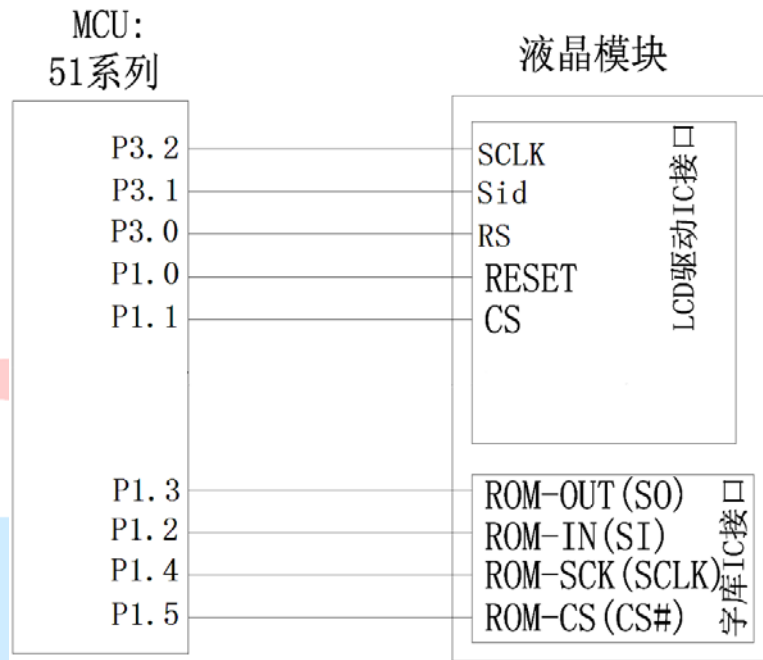 MCU:
51系列
液晶模块
P3.2
SCLK
P3.1
Sid
P3.0
RS
P1.0
RESET
P1.1
CS
LCD驱动IC接口
P1.3
ROM-OUT(SO)
P1.2
ROM-IN(SI)
P1.4
ROM-SCK(SCLK)
P1.5
ROM-CS(CS#)
字库IC接口